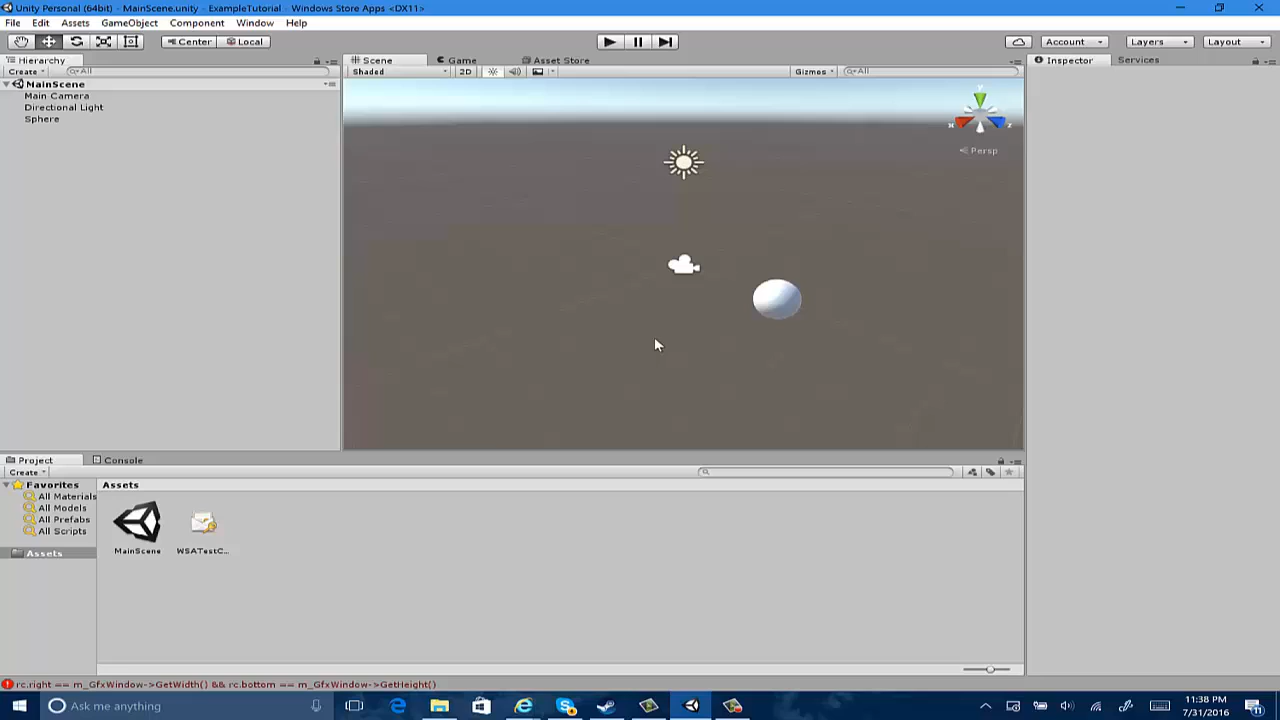 Unity Personal (64bit) - MainScene.unity - ExampleTutorial - Windows Store Apps <DX11>
File Edit Assets GameObject Component Window Help
Center Local Account Layers Layout
Hierarchy Scene Game Asset Store Inspector Services
Create All Shaded 2D Gizmos All
MainScene
Main Camera
Directional Light
Sphere
y
x z
Persp
Project Console
Create
Favorites Assets
All Materials
All Models
All Prefabs
All Scripts
Assets
MainScene WSATestC...
rc.right == m_GfxWindow->GetWidth() && rc.bottom == m_GfxWindow->GetHeight()
Ask me anything
11:38 PM
7/31/2016